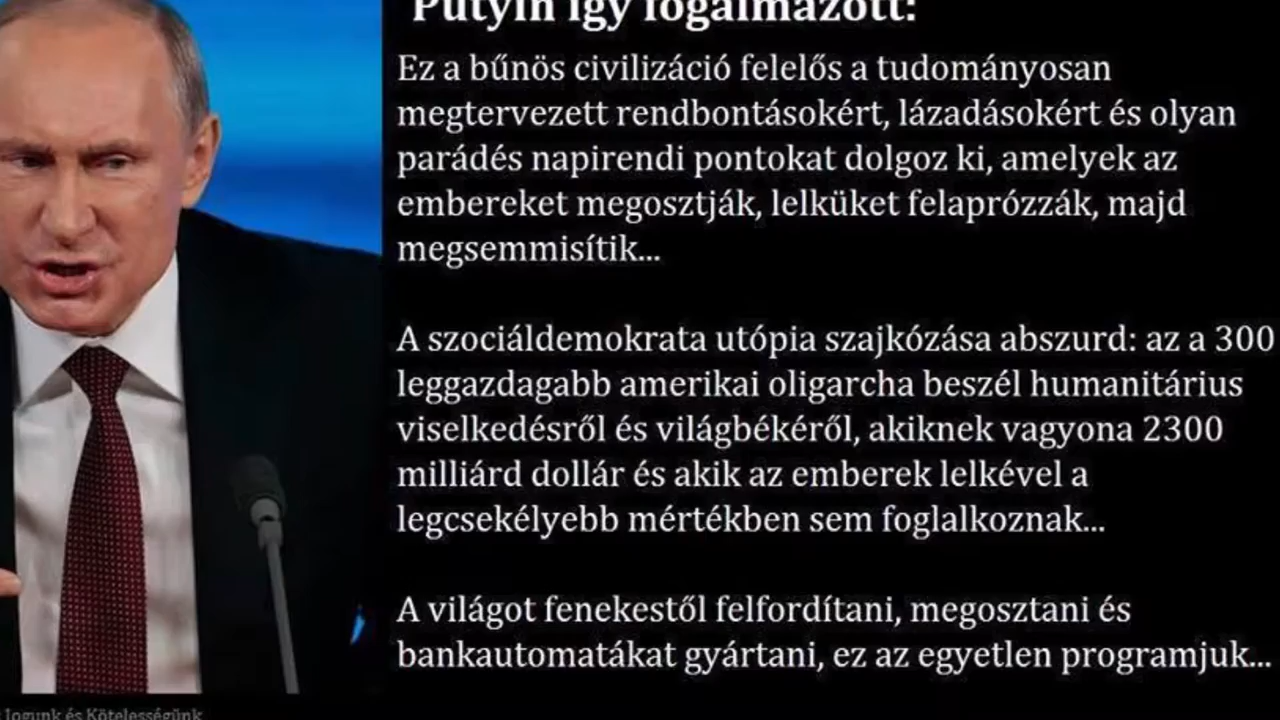 Putyin így fogalmazott:
Ez a bűnös civilizáció felelős a tudományosan
megtervezett rendbontásokért, lázadásokért és olyan
parádés napirendi pontokat dolgoz ki, amelyek az
embereket megosztják, lelküket felaprózzák, majd
megsemmisítik...
A szociáldemokrata utópia szajkózása abszurd: az a 300
leggazdagabb amerikai oligarcha beszél humanitárius
viselkedésről és világbékéről, akiknek vagyona 2300
milliárd dollár és akik az emberek lelkével a
legcsekélyebb mértékben sem foglalkoznak...
A világot fenekestől felfordítani, megosztani és
bankautomatákat gyártani, ez az egyetlen programjuk...
Jogunk és Kötelességünk